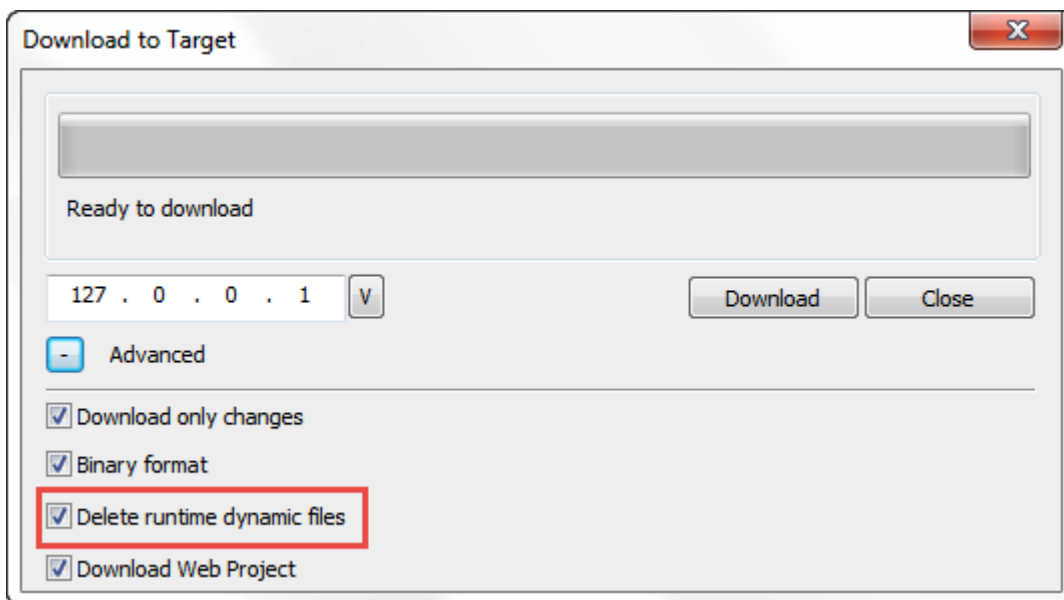 Download to Target
X
Ready to download
127 . 0 . 0 . 1 V Download Close
- Advanced
Download only changes
Binary format
Delete runtime dynamic files
Download Web Project